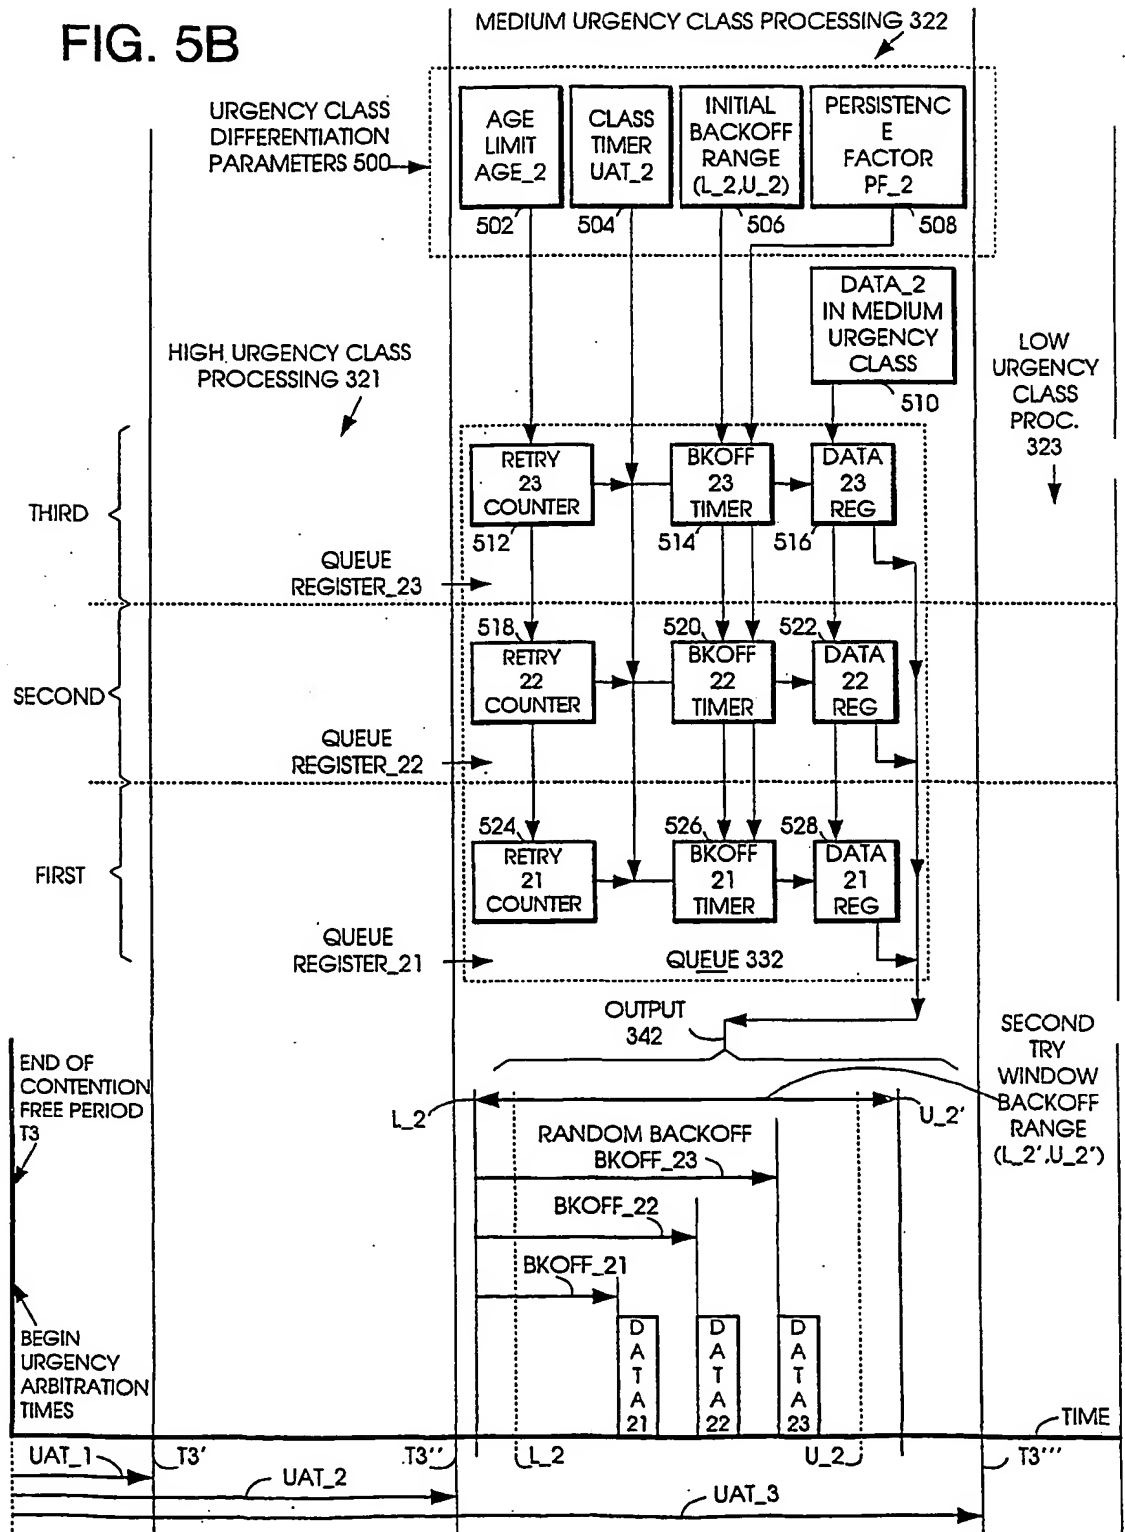 FIG. 5B
MEDIUM URGENCY CLASS PROCESSING 322
URGENCY CLASS
DIFFERENTIATION
PARAMETERS 500
AGE
LIMIT
AGE_2
502
CLASS
TIMER
UAT_2
504
INITIAL
BACKOFF
RANGE
(L_2,U_2)
506
PERSISTENC
E
FACTOR
PF_2
508
DATA_2
IN MEDIUM
URGENCY
CLASS
510
HIGH URGENCY CLASS
PROCESSING 321
LOW
URGENCY
CLASS
PROC.
323
THIRD
RETRY
23
COUNTER
512
BKOFF
23
TIMER
514
DATA
23
REG
516
QUEUE
REGISTER_23
SECOND
518
RETRY
22
COUNTER
520
BKOFF
22
TIMER
522
DATA
22
REG
QUEUE
REGISTER_22
FIRST
524
RETRY
21
COUNTER
526
BKOFF
21
TIMER
528
DATA
21
REG
QUEUE
REGISTER_21
QUEUE 332
OUTPUT
342
SECOND
TRY
WINDOW
BACKOFF
RANGE
(L_2',U_2')
END OF
CONTENTION
FREE PERIOD
T3
L_2
U_2'
RANDOM BACKOFF
BKOFF_23
BKOFF_22
BKOFF_21
BEGIN
URGENCY
ARBITRATION
TIMES
DATA
21
DATA
22
DATA
23
TIME
UAT_1
T3'
T3''
L_2
U_2
T3'''
UAT_2
UAT_3